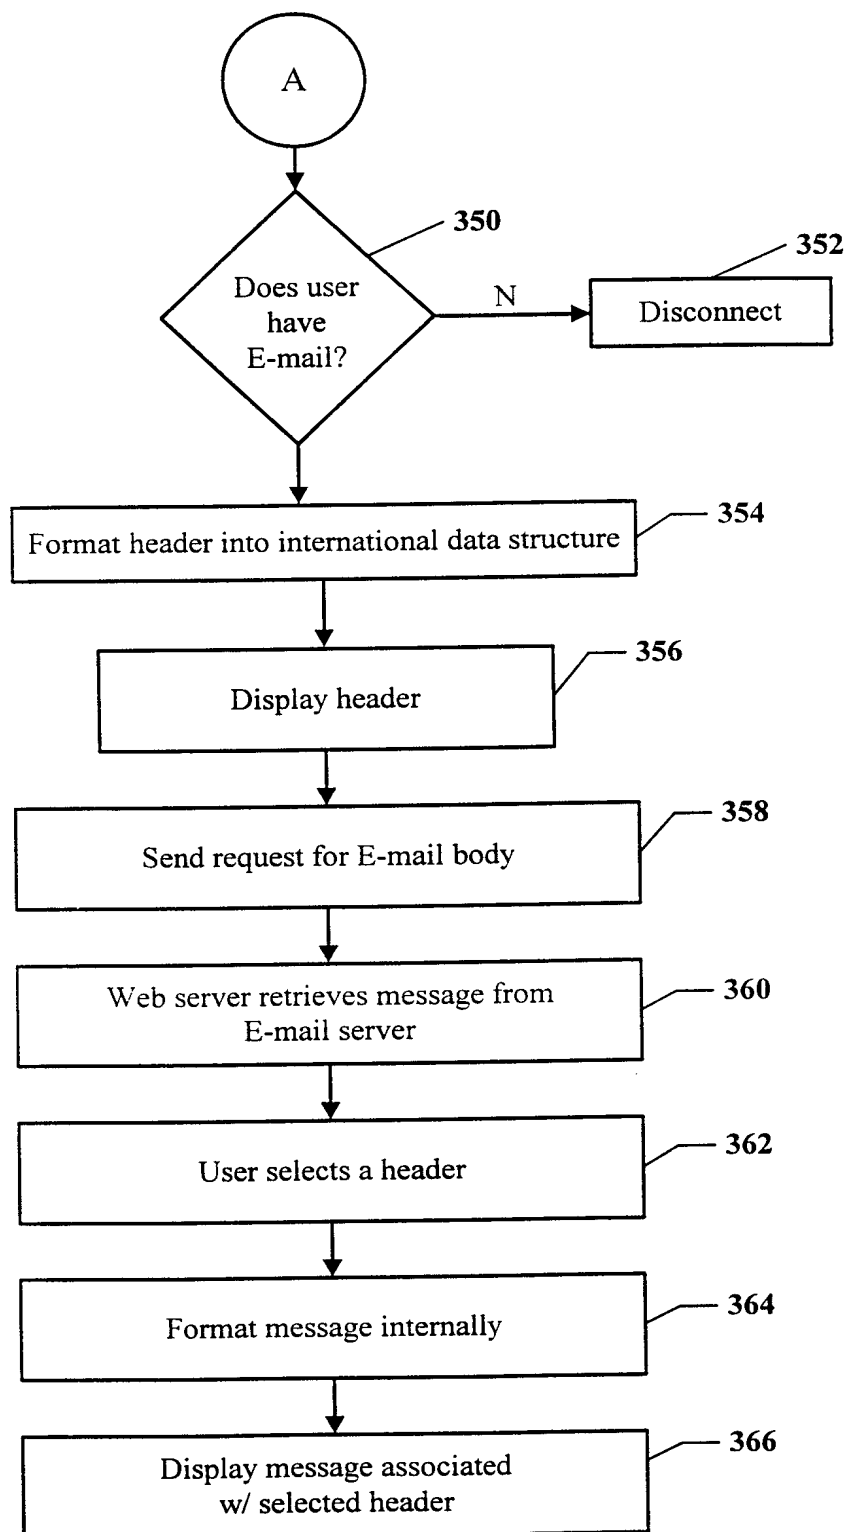 A
350
352
Does user
have
E-mail?
N
Disconnect
354
Format header into international data structure
356
Display header
358
Send request for E-mail body
360
Web server retrieves message from
E-mail server
362
User selects a header
364
Format message internally
366
Display message associated
w/ selected header